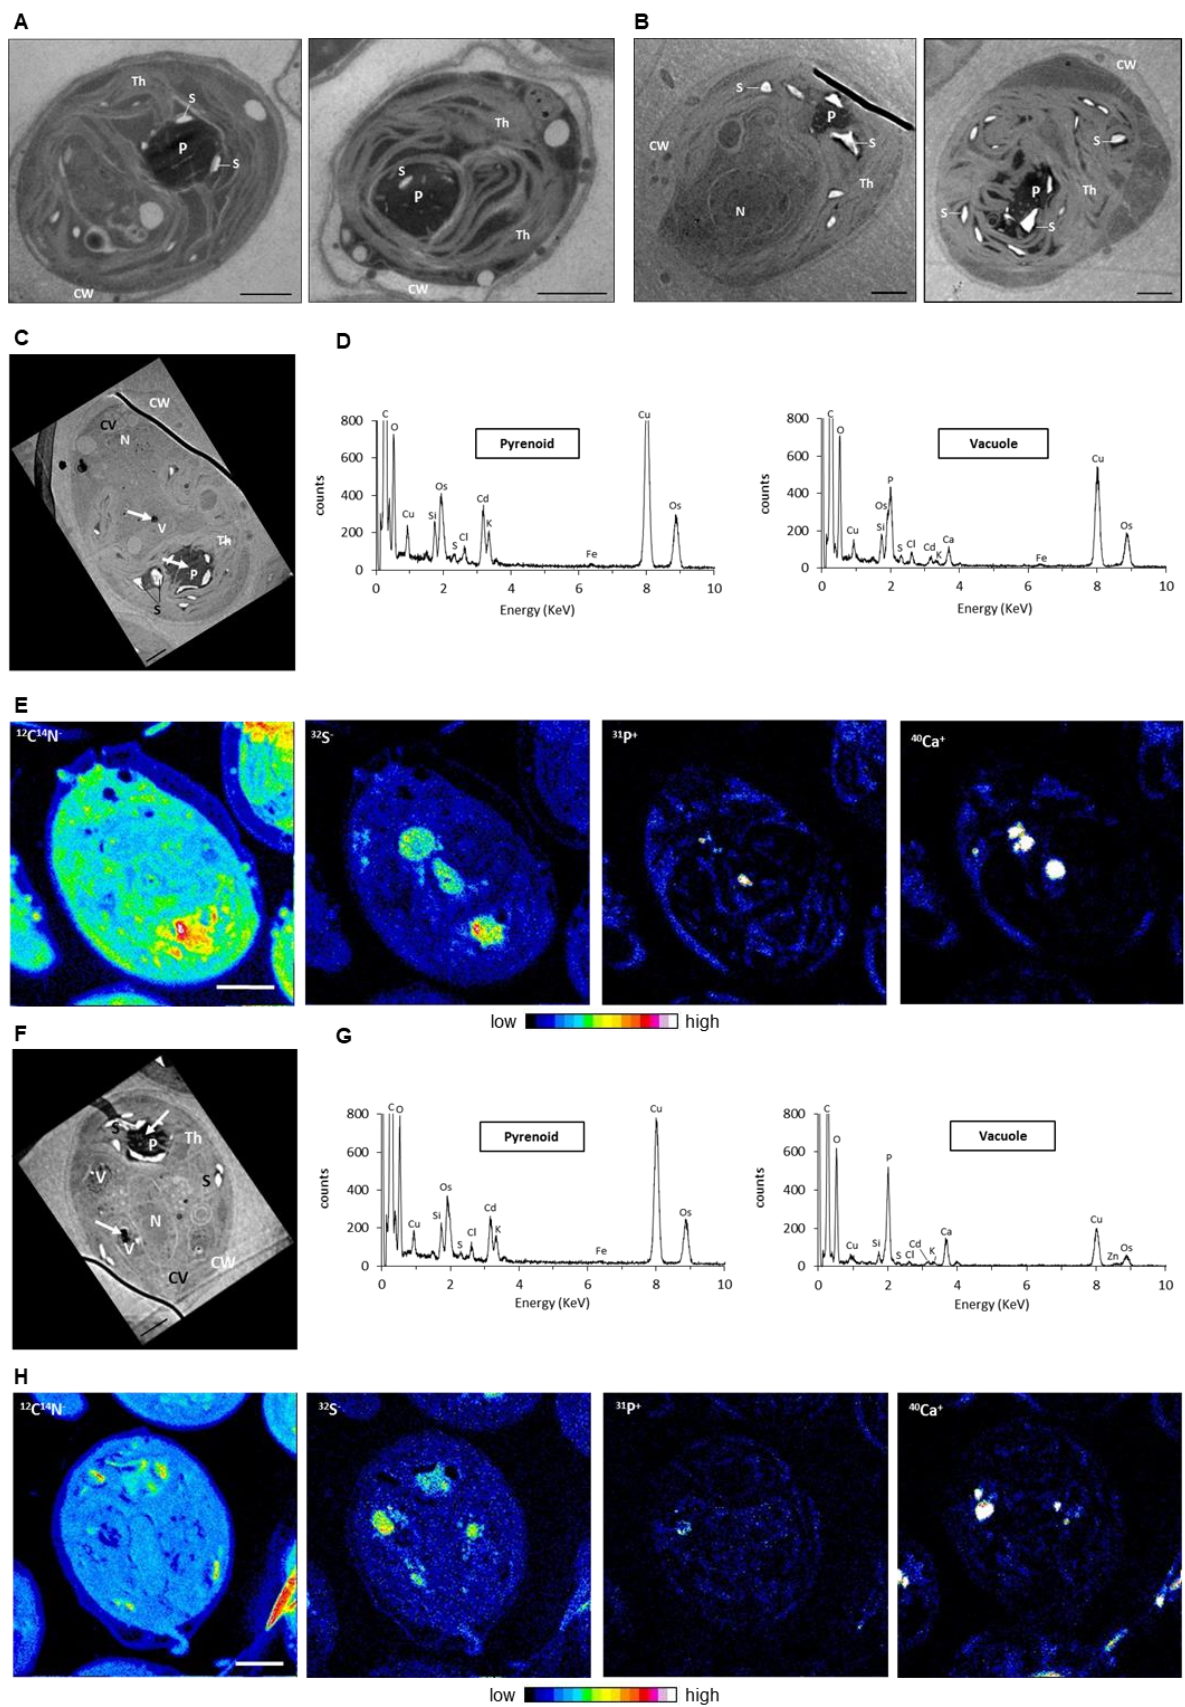 A
B
Th
S
P
S
CW
Th
S
P
Th
CW
S
P
S
CW
Th
N
CW
S
P
Th
S
S
C
D
CW
CV
N
V
Th
P
S
counts
800
600
400
200
0
C
O
Cu
Si
Os
S
Cl
Cd
K
Fe
Cu
Os
Pyrenoid
0 2 4 6 8 10
Energy (KeV)
counts
800
600
400
200
0
C
O
Cu
Si
Os
P
S
Cl
Cd
K
Ca
Fe
Cu
Os
Vacuole
0 2 4 6 8 10
Energy (KeV)
E
12C14N-
32S-
31P+
40Ca+
low high
F
G
S
P
Th
V
S
N
V
CW
CV
counts
800
600
400
200
0
C O
Cu
Si
Os
S
Cl
Cd
K
Fe
Cu
Os
Pyrenoid
0 2 4 6 8 10
Energy (KeV)
counts
800
600
400
200
0
C
O
Cu
Si
P
S
Cl
Cd
K
Ca
Cu
Zn
Os
Vacuole
0 2 4 6 8 10
Energy (KeV)
H
12C14N
32S-
31P+
40Ca+
low high